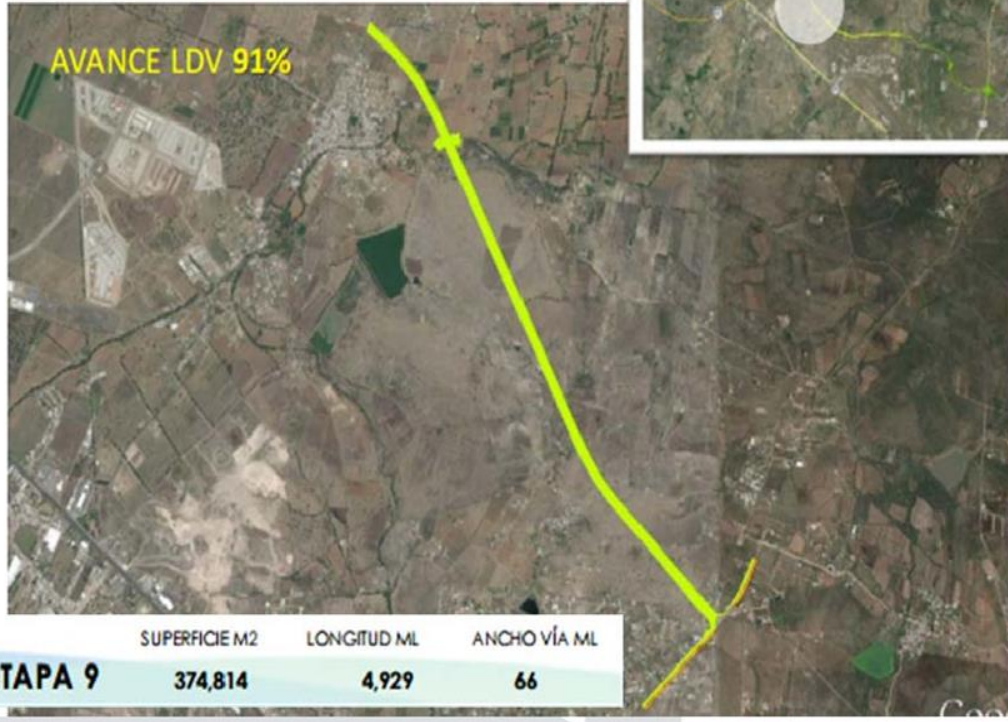 AVANCE LDV 91%
SUPERFICIE M2 LONGITUD ML ANCHO VÍA ML
TAPA 9 374,814 4,929 66